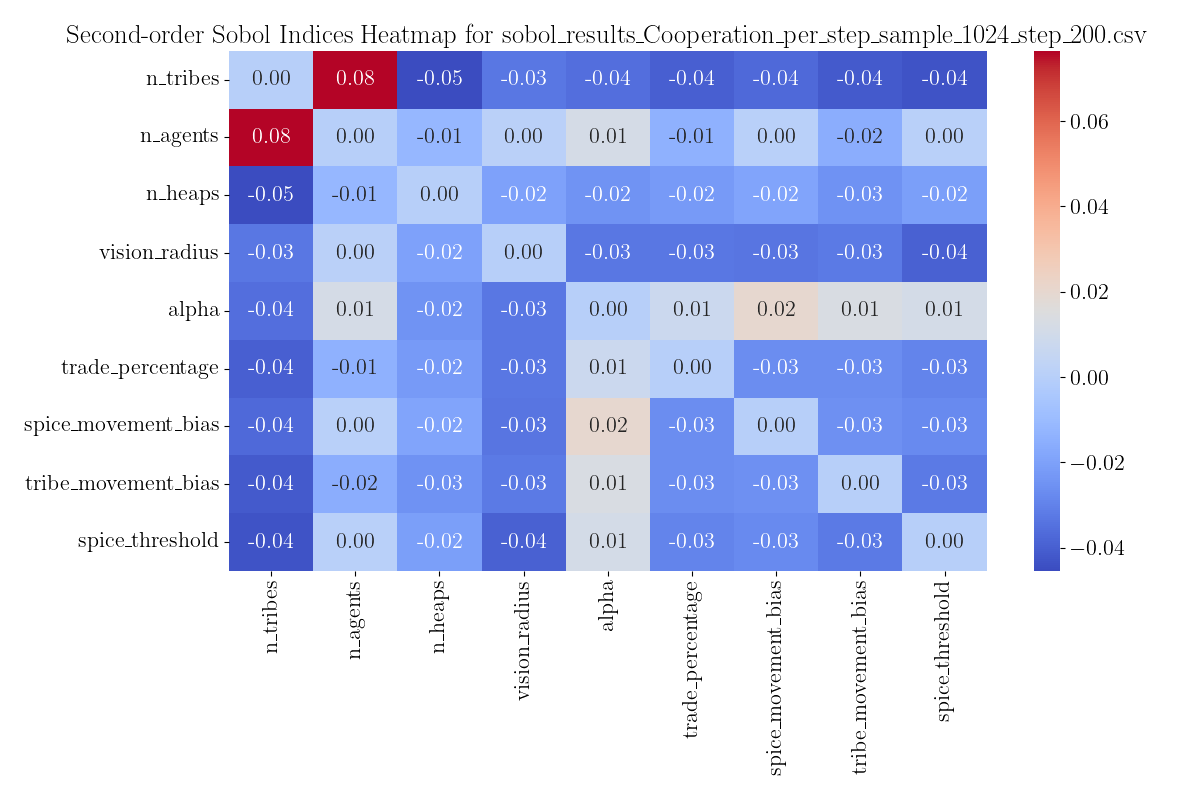 Second-order Sobol Indices Heatmap for sobol_results_Cooperation_per_step_sample_1024_step_200.csv
n_tribes 0.00 0.08 -0.05 -0.03 -0.04 -0.04 -0.04 -0.04 -0.04
n_agents 0.08 0.00 -0.01 0.00 0.01 -0.01 0.00 -0.02 0.00
n_heaps -0.05 -0.01 0.00 -0.02 -0.02 -0.02 -0.02 -0.03 -0.02
vision_radius -0.03 0.00 -0.02 0.00 -0.03 -0.03 -0.03 -0.03 -0.04
alpha -0.04 0.01 -0.02 -0.03 0.00 0.01 0.02 0.01 0.01
trade_percentage -0.04 -0.01 -0.02 -0.03 0.01 0.00 -0.03 -0.03 -0.03
spice_movement_bias -0.04 0.00 -0.02 -0.03 0.02 -0.03 0.00 -0.03 -0.03
tribe_movement_bias -0.04 -0.02 -0.03 -0.03 0.01 -0.03 -0.03 0.00 -0.03
spice_threshold -0.04 0.00 -0.02 -0.04 0.01 -0.03 -0.03 -0.03 0.00
n_tribes
n_agents
n_heaps
vision_radius
alpha
trade_percentage
spice_movement_bias
tribe_movement_bias
spice_threshold
0.06
0.04
0.02
0.00
−0.02
−0.04